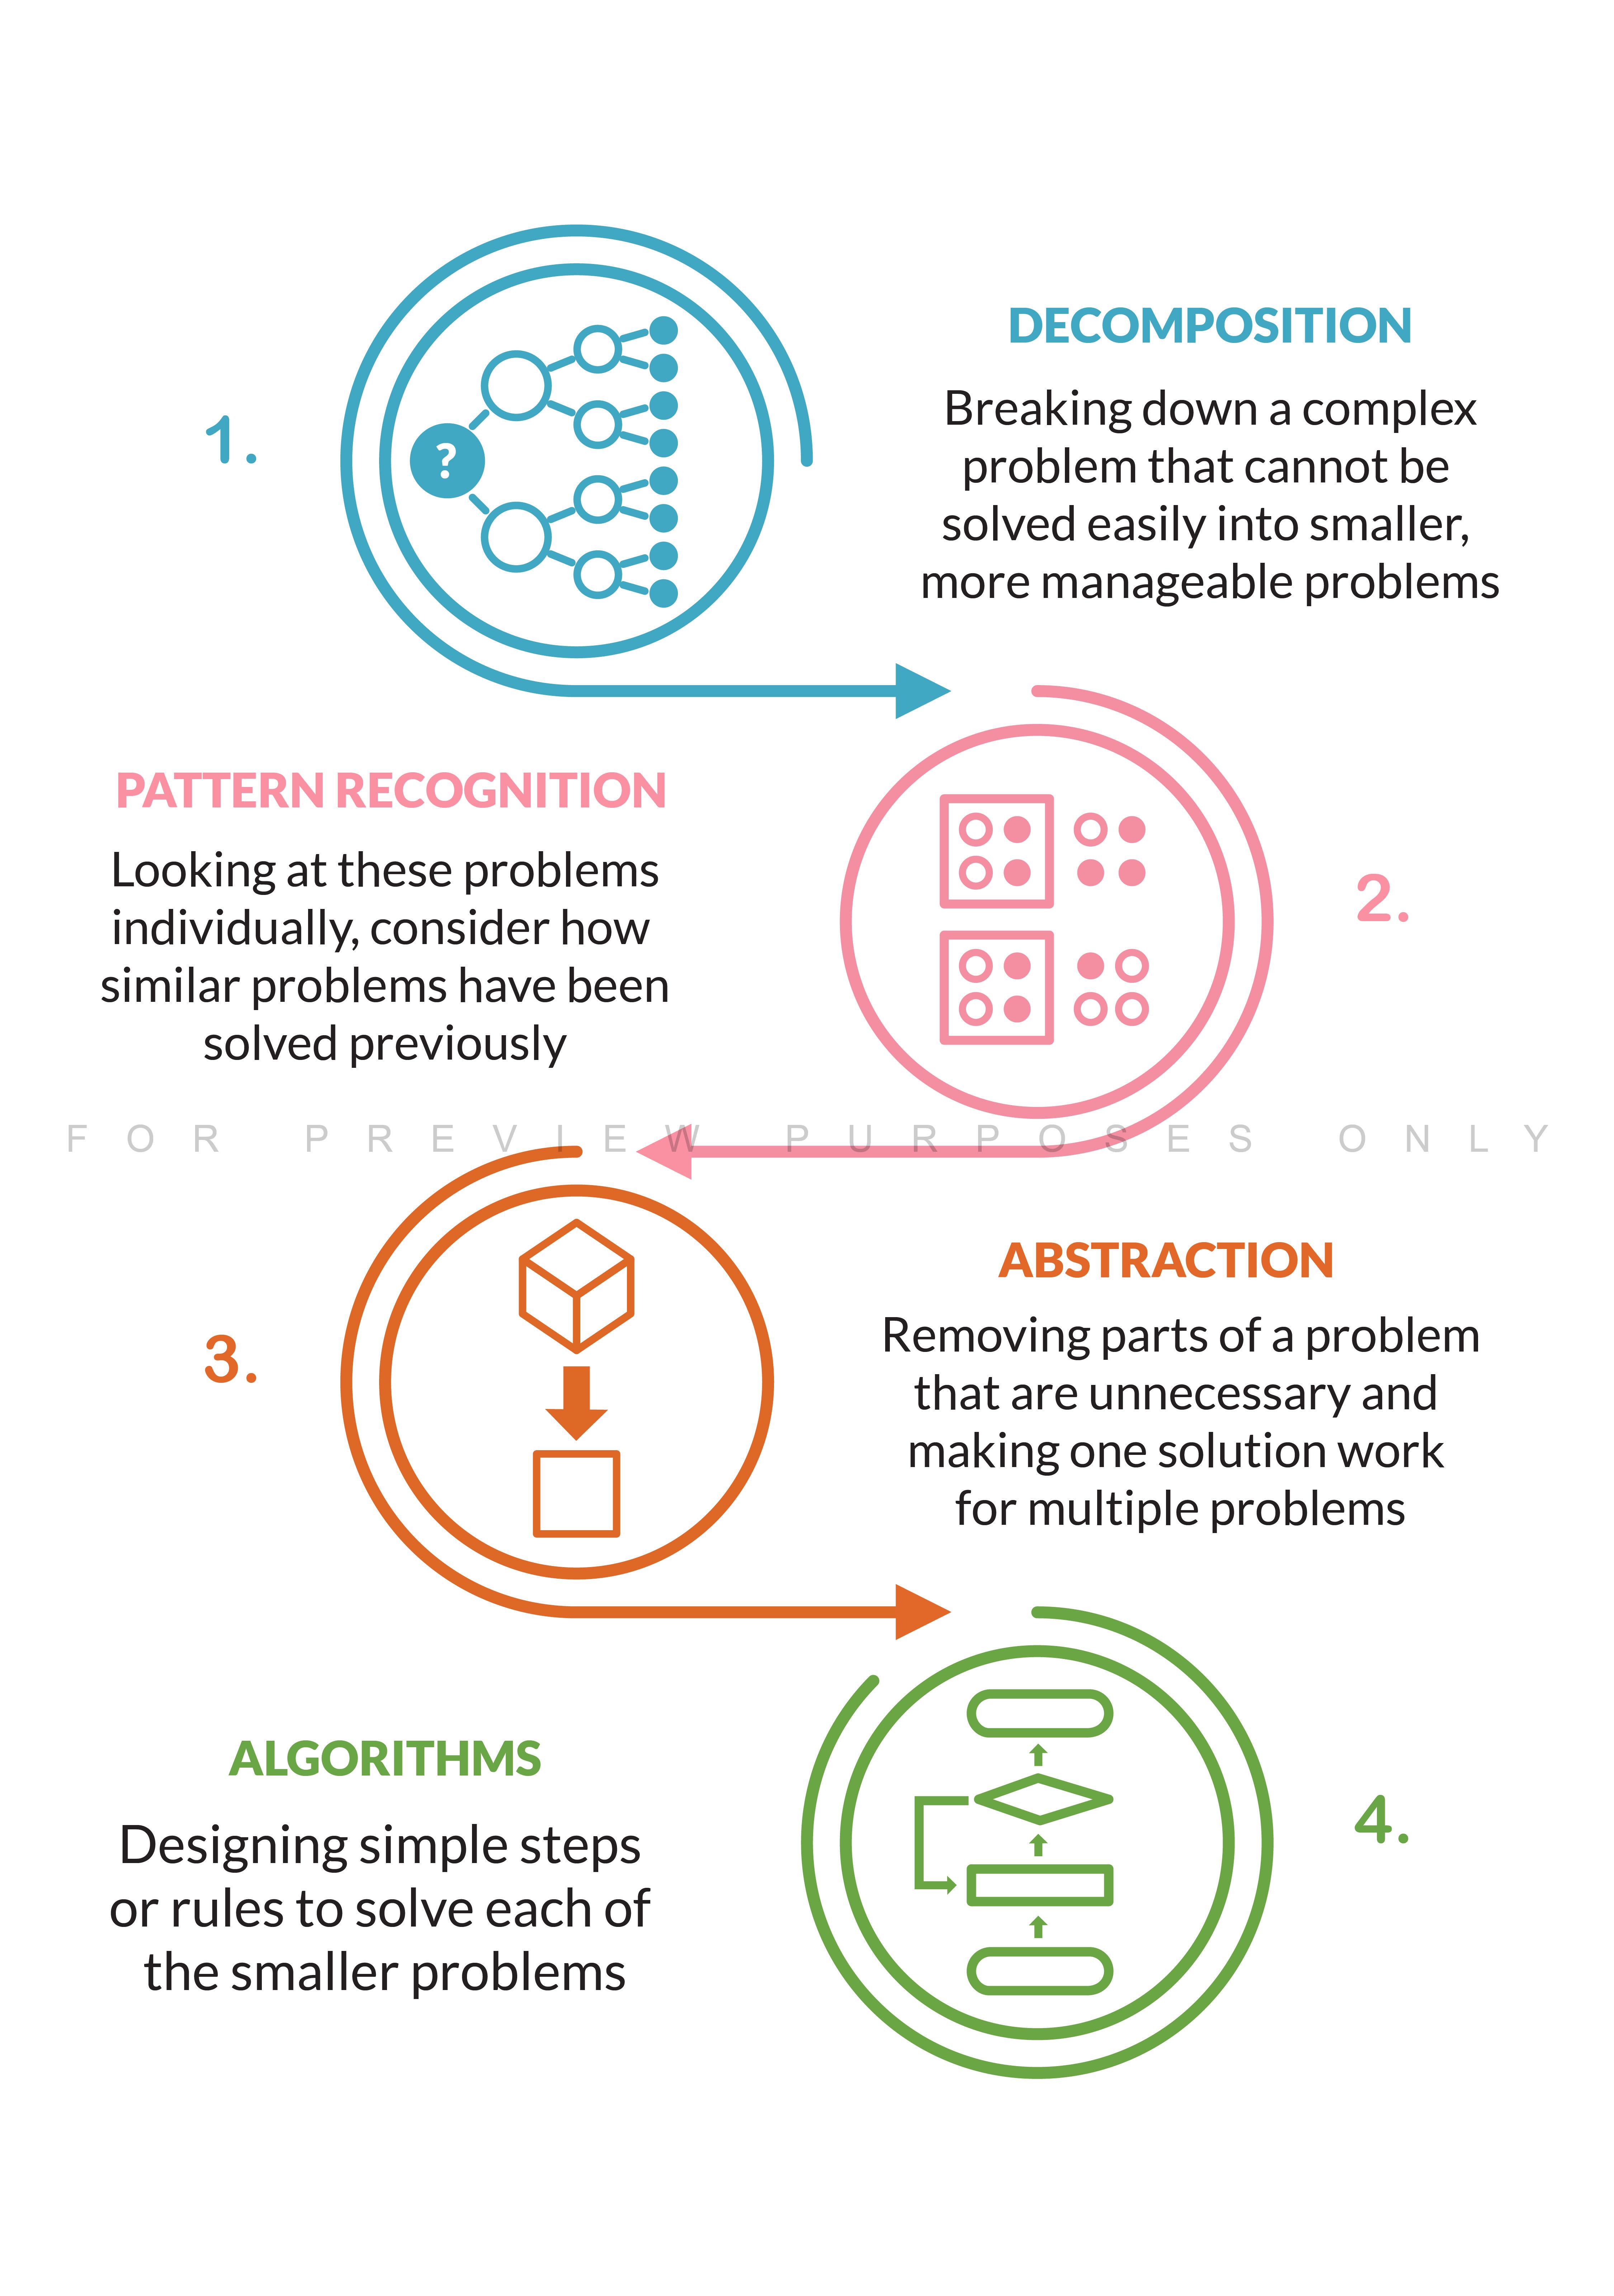 1.
?
DECOMPOSITION
Breaking down a complex
problem that cannot be
solved easily into smaller,
more manageable problems
PATTERN RECOGNITION
Looking at these problems
individually, consider how
similar problems have been
solved previously
2.
FOR PREVIEW PURPOSES ONLY
3.
ABSTRACTION
Removing parts of a problem
that are unnecessary and
making one solution work
for multiple problems
ALGORITHMS
Designing simple steps
or rules to solve each of
the smaller problems
4.